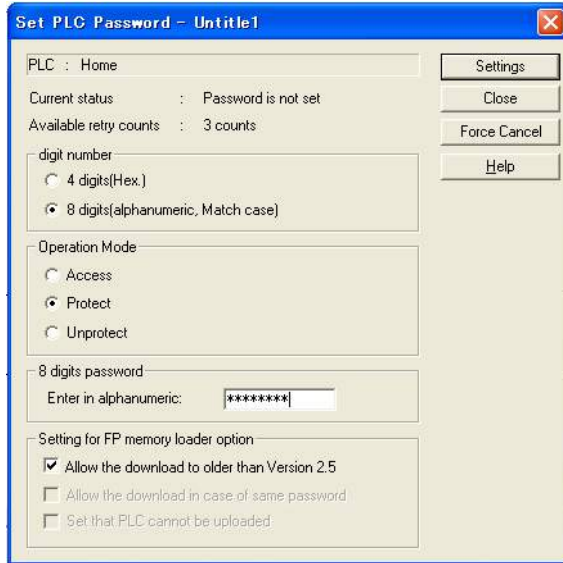 Set PLC Password - Untitle1
PLC : Home
Settings
Current status : Password is not set
Close
Available retry counts : 3 counts
Force Cancel
digit number
Help
4 digits(Hex.)
8 digits(alphanumeric, Match case)
Operation Mode
Access
Protect
Unprotect
8 digits password
Enter in alphanumeric: ********
Setting for FP memory loader option
Allow the download to older than Version 2.5
Allow the download in case of same password
Set that PLC cannot be uploaded